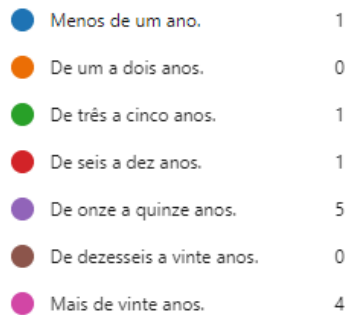 Menos de um ano. 1
De um a dois anos. 0
De três a cinco anos. 1
De seis a dez anos. 1
De onze a quinze anos. 5
De dezesseis a vinte anos. 0
Mais de vinte anos. 4